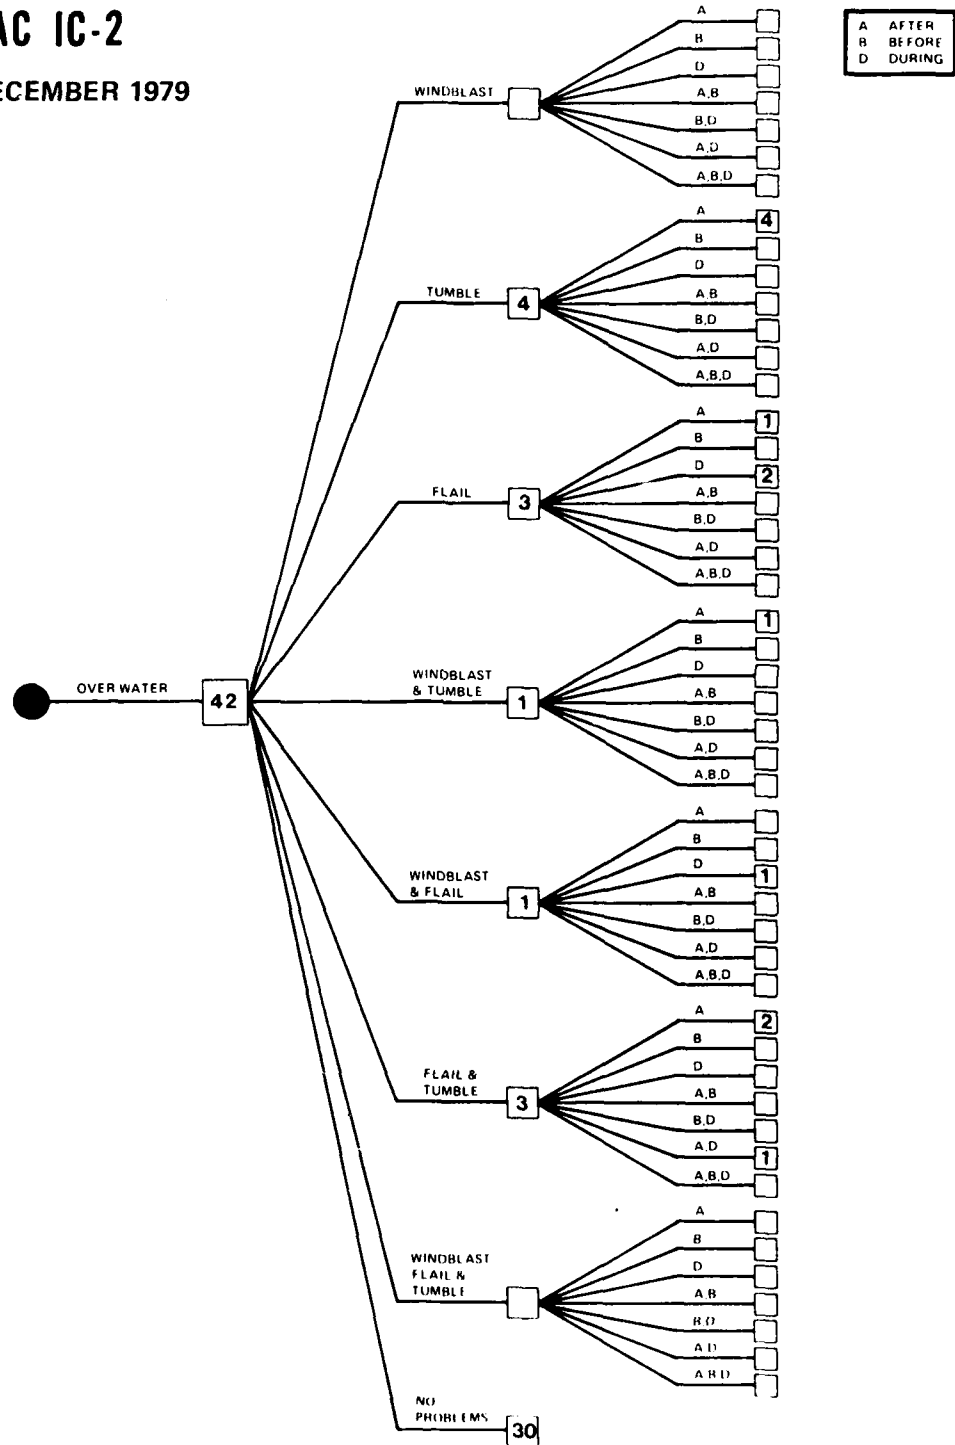 AC IC-2
ECEMBER 1979
A AFTER
B BEFORE
D DURING
WINDBLAST
A
B
D
A,B
B,D
A,D
A,B,D
TUMBLE
4
A
4
B
D
A,B
B,D
A,D
A,B,D
FLAIL
3
A
1
B
D
2
A,B
B,D
A,D
A,B,D
OVER WATER
42
WINDBLAST
& TUMBLE
1
A
1
B
D
A,B
B,D
A,D
A,B,D
WINDBLAST
& FLAIL
1
A
B
D
1
A,B
B,D
A,D
A,B,D
FLAIL &
TUMBLE
3
A
2
B
D
A,B
B,D
A,D
1
A,B,D
WINDBLAST
FLAIL &
TUMBLE
A
B
D
A,B
B,D
A,D
A,B,D
NO
PROBLEMS
30